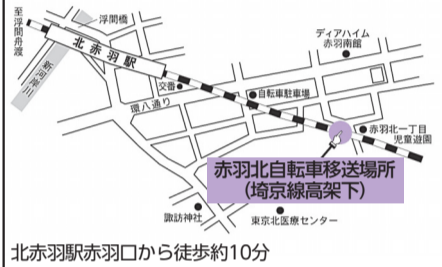 至浮間舟渡
浮間橋
北赤羽駅
新河岸川
ディアハイム
赤羽南館
交番
自転車駐車場
環八通り
赤羽北一丁目
児童遊園
赤羽北自転車移送場所
(埼京線高架下)
諏訪神社
東京北医療センター
北赤羽駅赤羽口から徒歩約10分